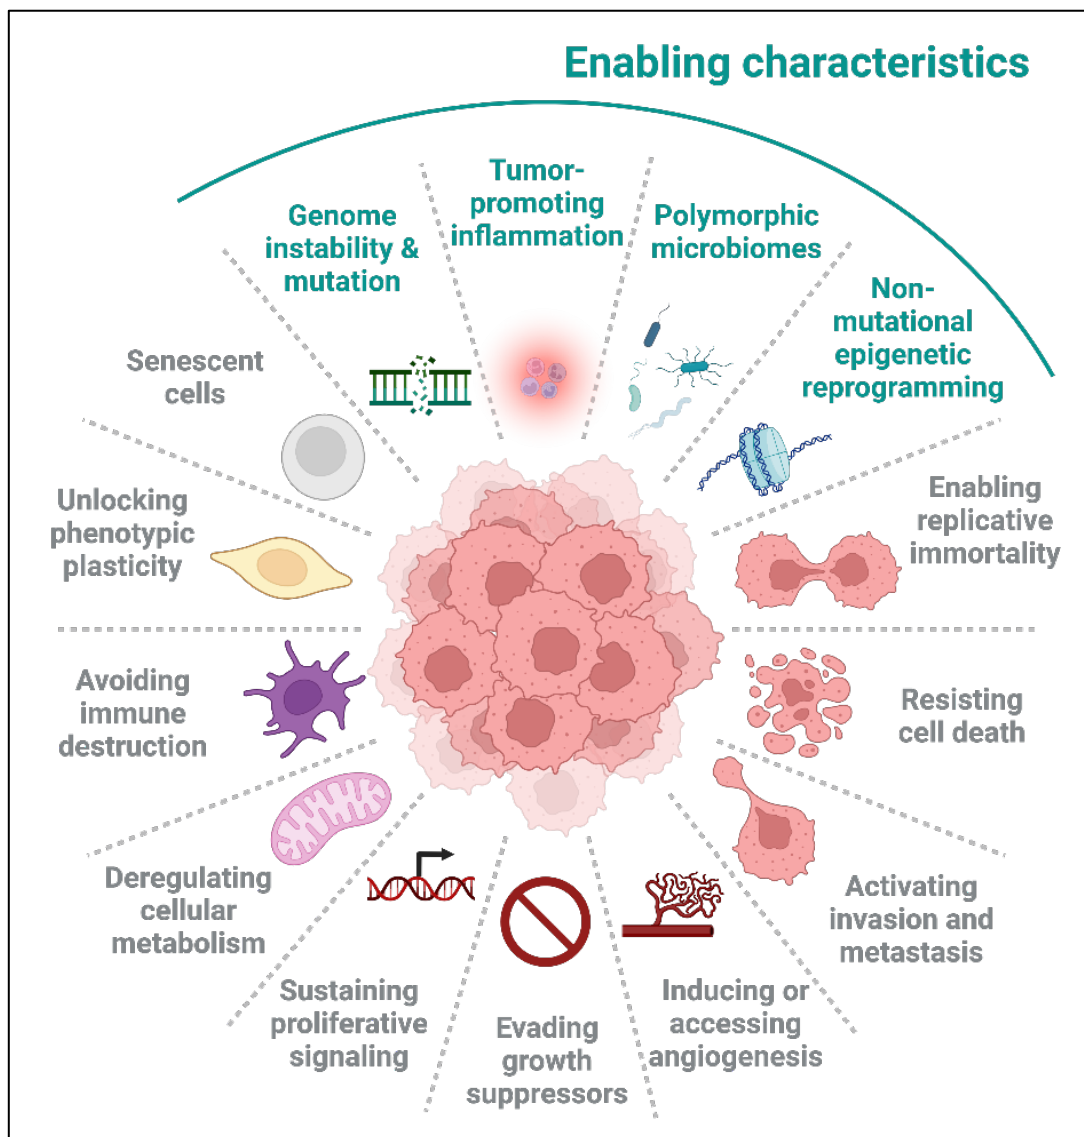 Enabling characteristics
Genome
instability &
mutation
Tumor-
promoting
inflammation
Polymorphic
microbiomes
Non-
mutational
epigenetic
reprogramming
Enabling
replicative
immortality
Resisting
cell death
Activating
invasion and
metastasis
Inducing or
accessing
angiogenesis
Evading
growth
suppressors
Sustaining
proliferative
signaling
Deregulating
cellular
metabolism
Avoiding
immune
destruction
Unlocking
phenotypic
plasticity
Senescent
cells